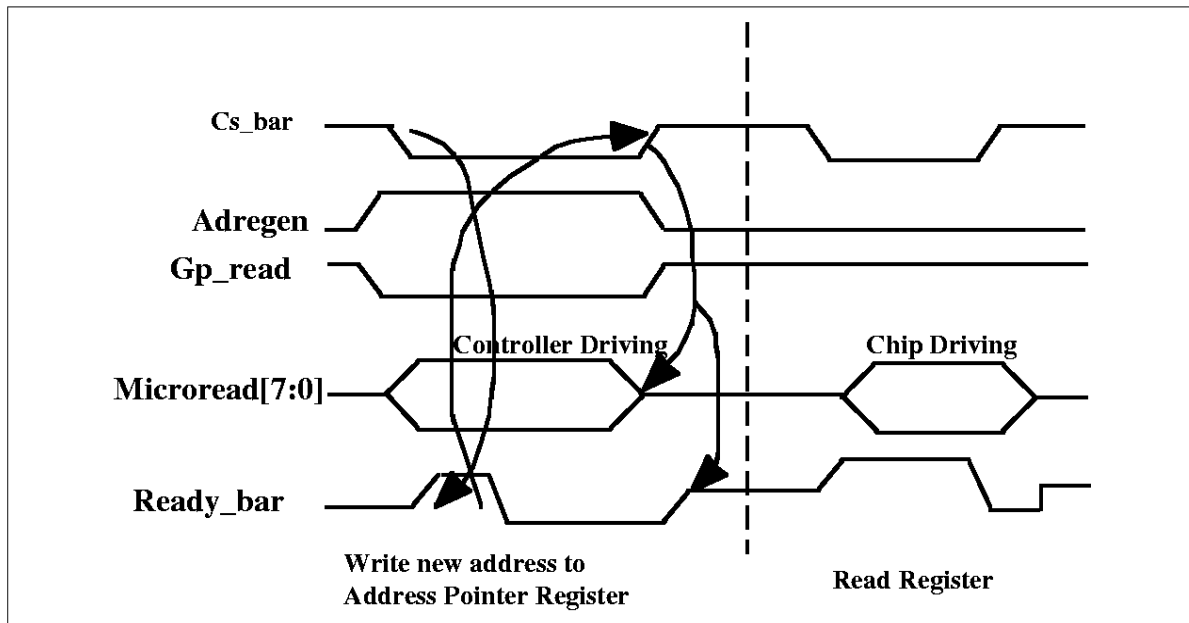 Cs_bar
Adregen
Gp_read
Controller Driving
Chip Driving
Microread[7:0]
Ready_bar
Write new address to
Address Pointer Register
Read Register